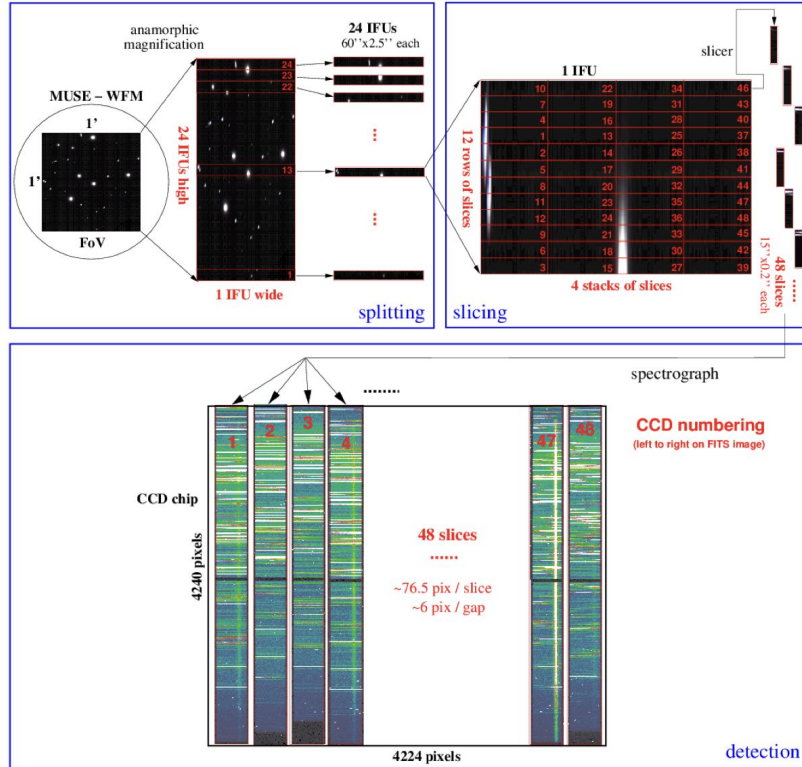 anamorphic
magnification
24 IFUs
60’’x2.5’’ each
MUSE – WFM
1’
1’
FoV
24
23
22
13
1
24 IFUs high
1 IFU wide
splitting
1 IFU
slicer
10 22 34 46
7 19 31 43
4 16 28 40
1 13 25 37
2 14 26 38
5 17 29 41
8 20 32 44
11 23 35 47
12 24 36 48
9 21 33 45
6 18 30 42
3 15 27 39
12 rows of slices
4 stacks of slices
48 slices
15’’x0.2’’ each
slicing
spectrograph
1 2 3 4 47 48
CCD numbering
(left to right on FITS image)
CCD chip
4240 pixels
48 slices
~76.5 pix / slice
~6 pix / gap
4224 pixels
detection